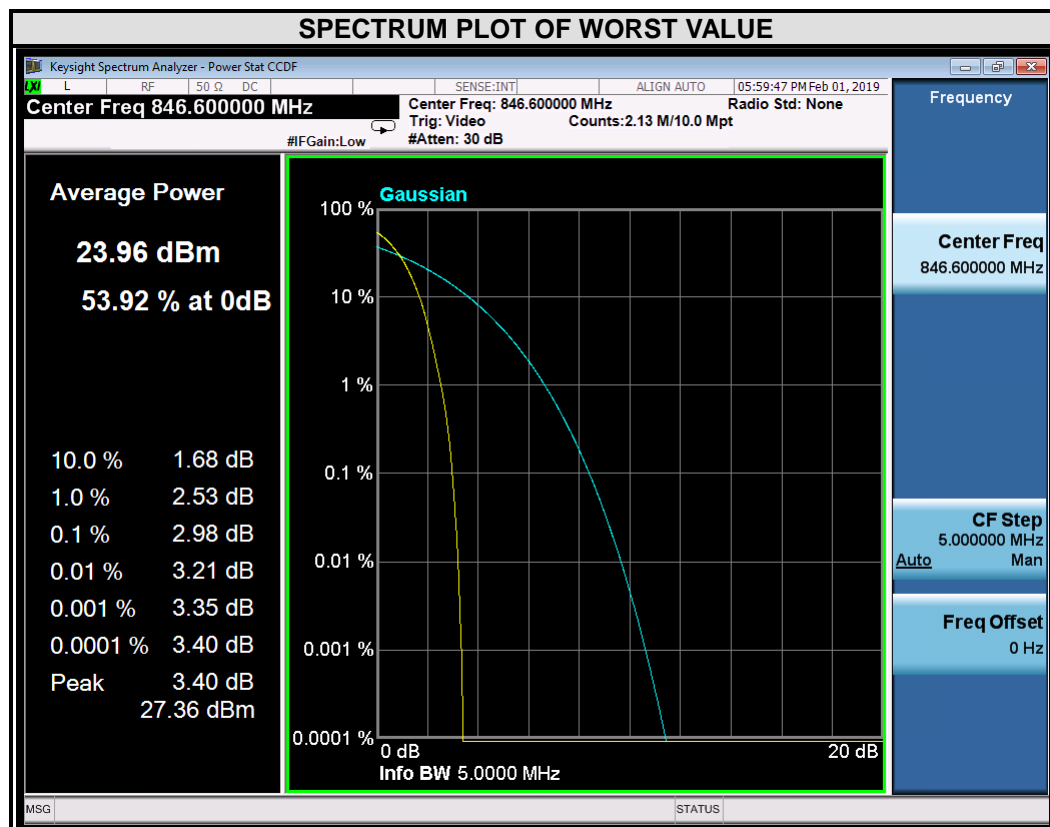 SPECTRUM PLOT OF WORST VALUE
Keysight Spectrum Analyzer - Power Stat CCDF
LXI L RF 50 Ω DC SENSE:INT ALIGN AUTO 05:59:47 PM Feb 01, 2019
Center Freq 846.600000 MHz
Center Freq: 846.600000 MHz Radio Std: None
Trig: Video Counts:2.13 M/10.0 Mpt
#IFGain:Low #Atten: 30 dB
Frequency
Average Power
23.96 dBm
53.92 % at 0dB
10.0 % 1.68 dB
1.0 % 2.53 dB
0.1 % 2.98 dB
0.01 % 3.21 dB
0.001 % 3.35 dB
0.0001 % 3.40 dB
Peak 3.40 dB
27.36 dBm
Gaussian
100 %
10 %
1 %
0.1 %
0.01 %
0.001 %
0.0001 %
0 dB 20 dB
Info BW 5.0000 MHz
Center Freq
846.600000 MHz
CF Step
5.000000 MHz
Auto Man
Freq Offset
0 Hz
MSG STATUS